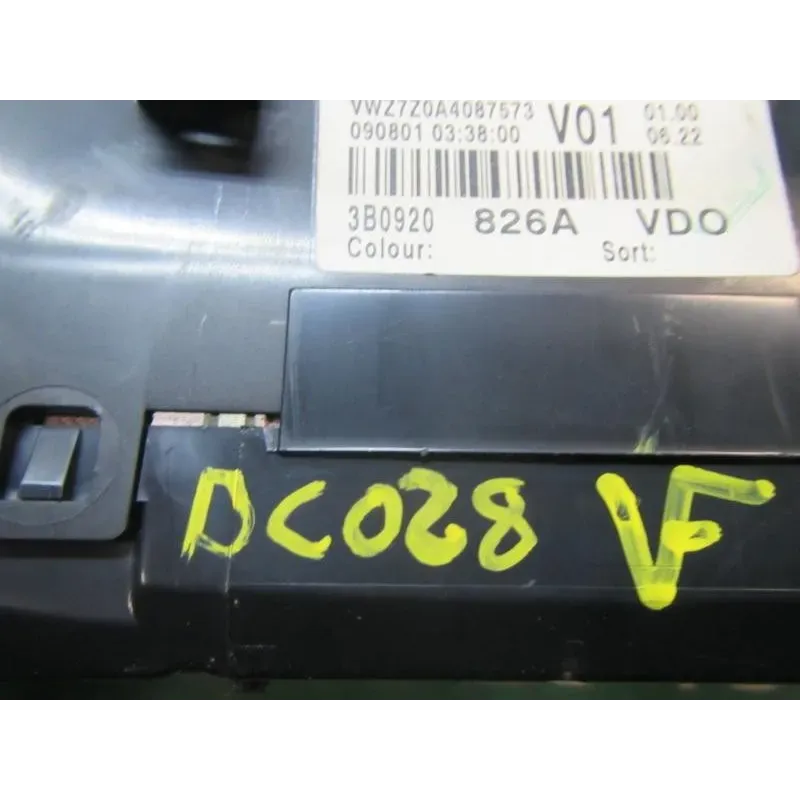 VWZ7Z0A4087573 01.00
090801 03:38:00 V01 06.22
3B0920 826A VDO
Colour: Sort:
DC028 VF